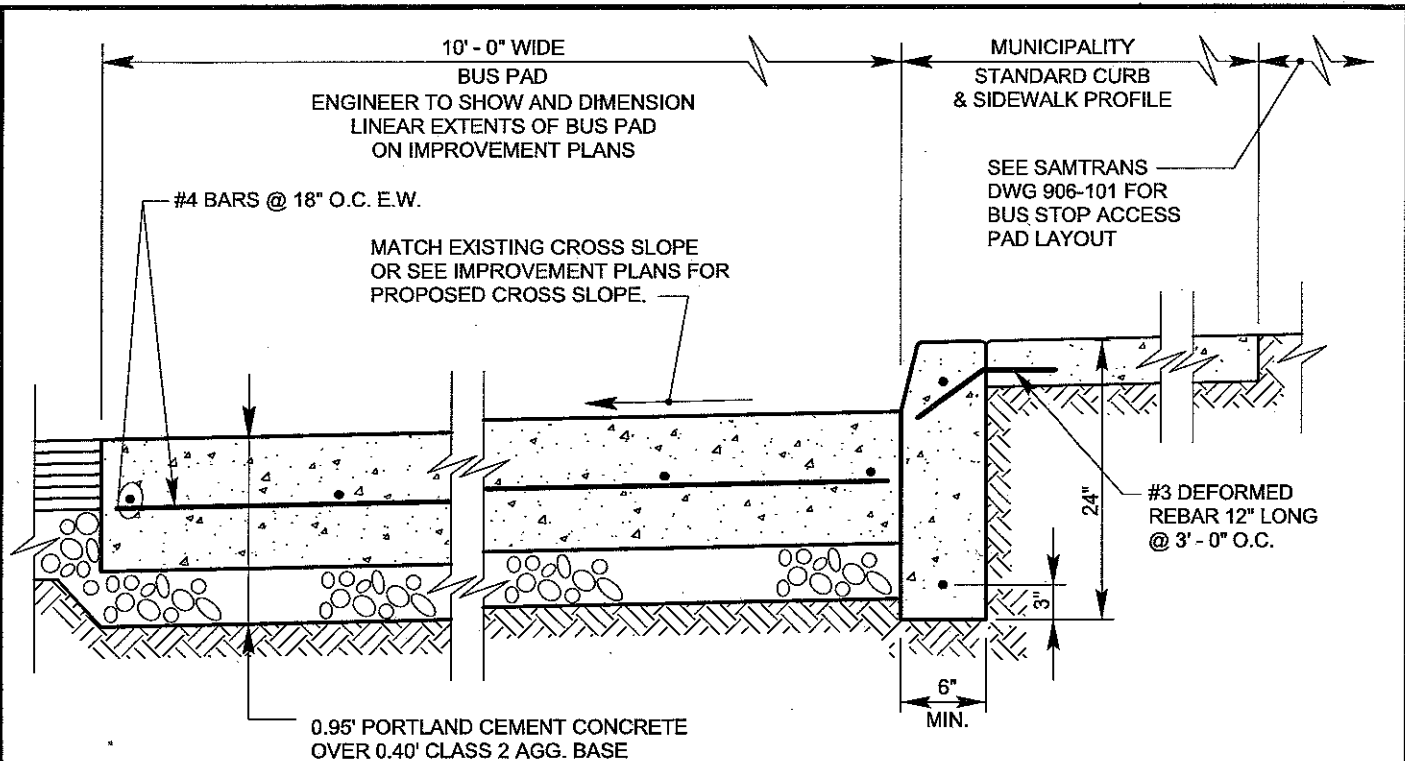 10' - 0" WIDE
BUS PAD
ENGINEER TO SHOW AND DIMENSION
LINEAR EXTENTS OF BUS PAD
ON IMPROVEMENT PLANS
MUNICIPALITY
STANDARD CURB
& SIDEWALK PROFILE
SEE SAMTRANS
DWG 906-101 FOR
BUS STOP ACCESS
PAD LAYOUT
#4 BARS @ 18" O.C. E.W.
MATCH EXISTING CROSS SLOPE
OR SEE IMPROVEMENT PLANS FOR
PROPOSED CROSS SLOPE.
24"
#3 DEFORMED
REBAR 12" LONG
@ 3' - 0" O.C.
3"
6"
MIN.
0.95' PORTLAND CEMENT CONCRETE
OVER 0.40' CLASS 2 AGG. BASE